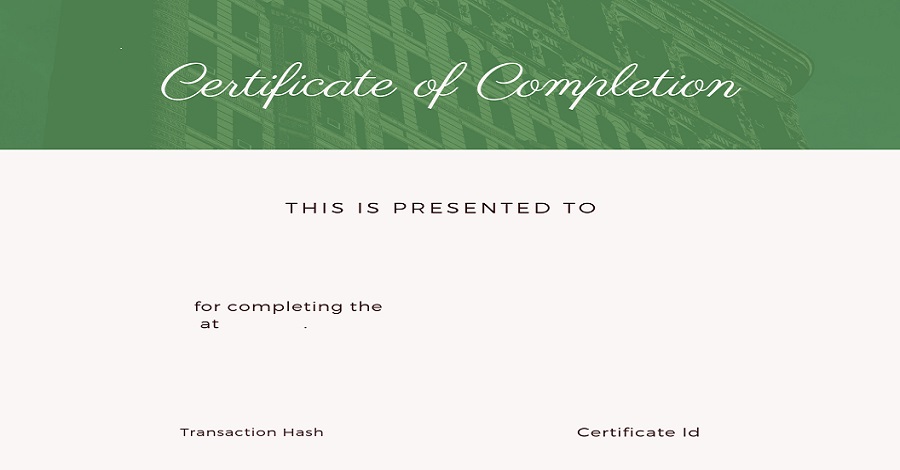 Certificate of Completion
THIS IS PRESENTED TO
for completing the
at .
Transaction Hash
Certificate Id